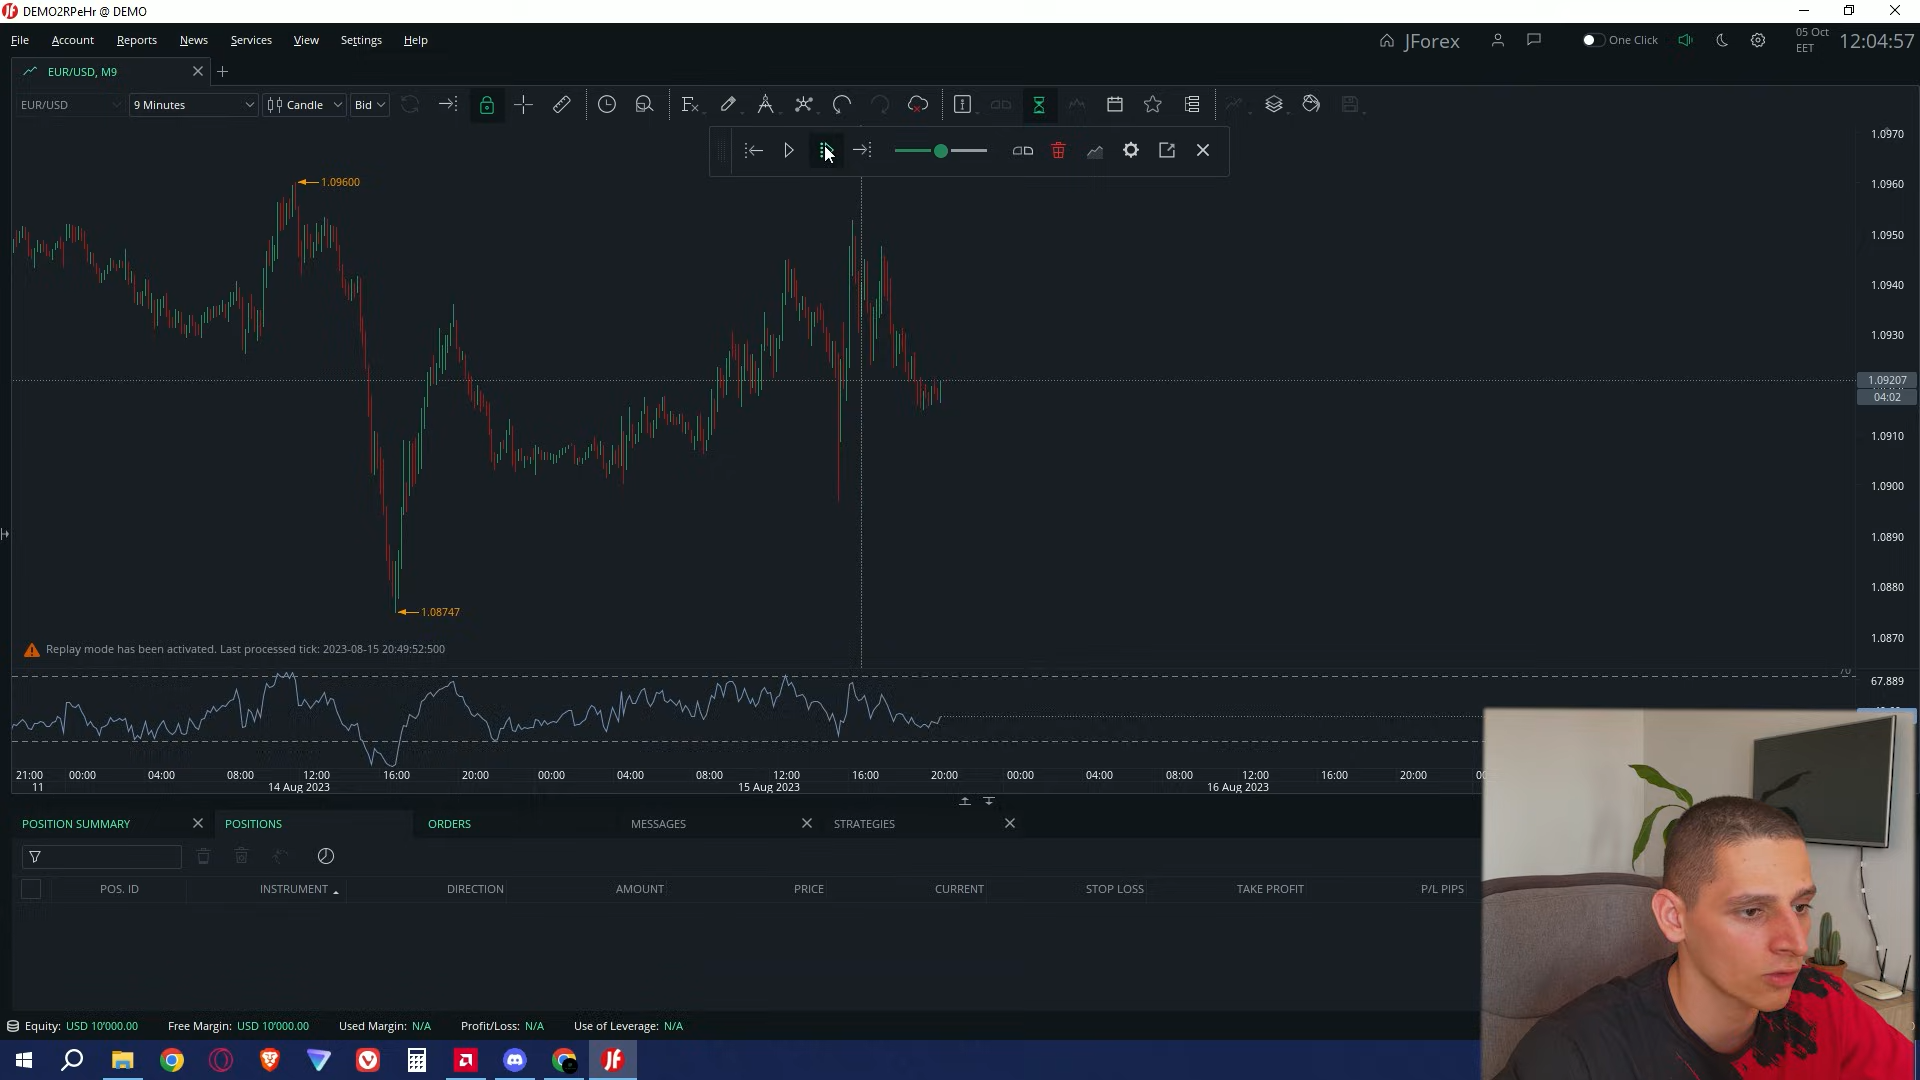 DEMO2RPeHr @ DEMO
File Account Reports News Services View Settings Help
JForex
One Click
05 Oct
EET
12:04:57
EUR/USD, M9
EUR/USD 9 Minutes Candle Bid
1.0970
1.0960
1.0950
1.0940
1.0930
1.09207
04:02
1.0910
1.0900
1.0890
1.0880
1.0870
1.09600
1.08747
Replay mode has been activated. Last processed tick: 2023-08-15 20:49:52:500
70
67.889
21:00 00:00 04:00 08:00 12:00 16:00 20:00 00:00 04:00 08:00 12:00 16:00 20:00 00:00 04:00 08:00 12:00 16:00 20:00
11 14 Aug 2023 15 Aug 2023 16 Aug 2023
POSITION SUMMARY POSITIONS ORDERS MESSAGES STRATEGIES
POS. ID INSTRUMENT DIRECTION AMOUNT PRICE CURRENT STOP LOSS TAKE PROFIT P/L PIPS
Equity: USD 10'000.00 Free Margin: USD 10'000.00 Used Margin: N/A Profit/Loss: N/A Use of Leverage: N/A